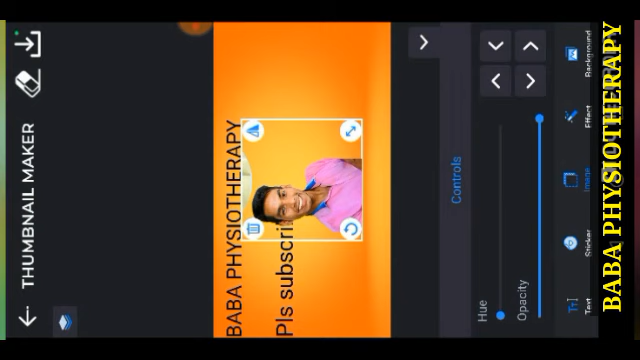 THUMBNAIL MAKER
BABA PHYSIOTHERAPY
Pls subscri
Controls
Hue
Opacity
Text
Sticker
Image
Effect
Background
BABA PHYSIOTHERAPY